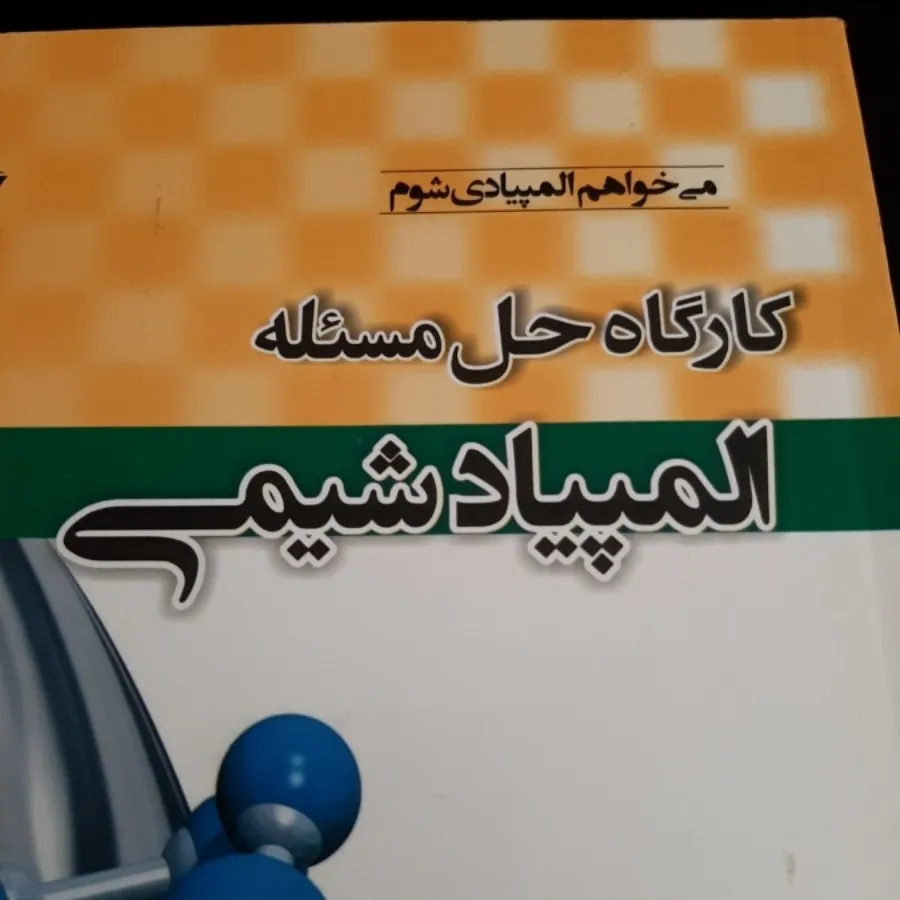 می‌خواهم المپیادی شوم
کارگاه حل مسئله
المپیاد شیمی